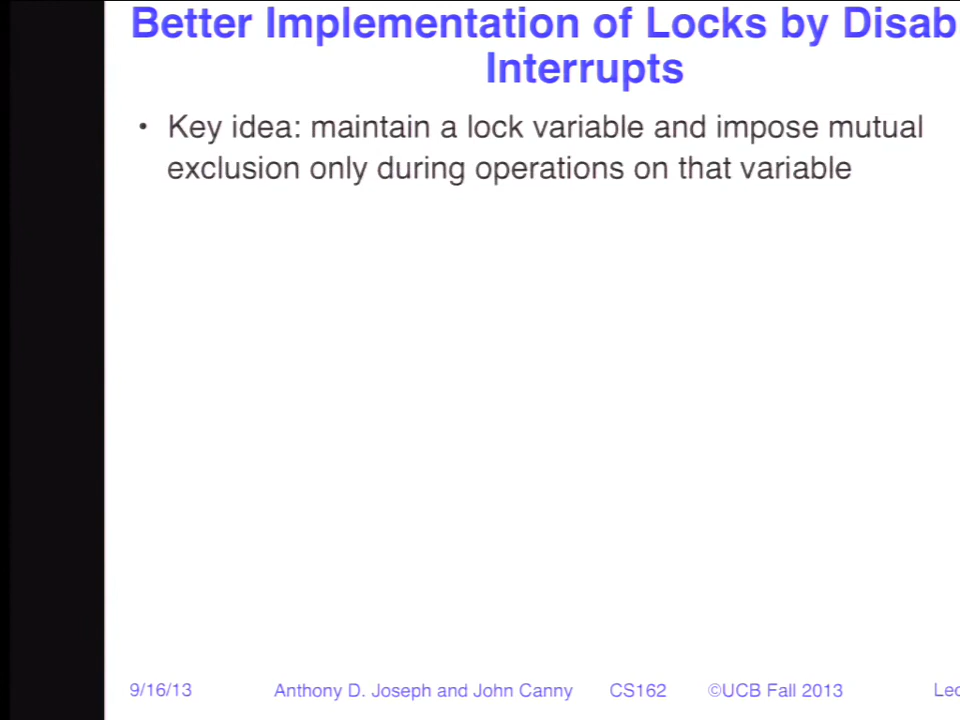 Better Implementation of Locks by Disab
Interrupts
• Key idea: maintain a lock variable and impose mutual
exclusion only during operations on that variable
9/16/13 Anthony D. Joseph and John Canny CS162 ©UCB Fall 2013 Lec